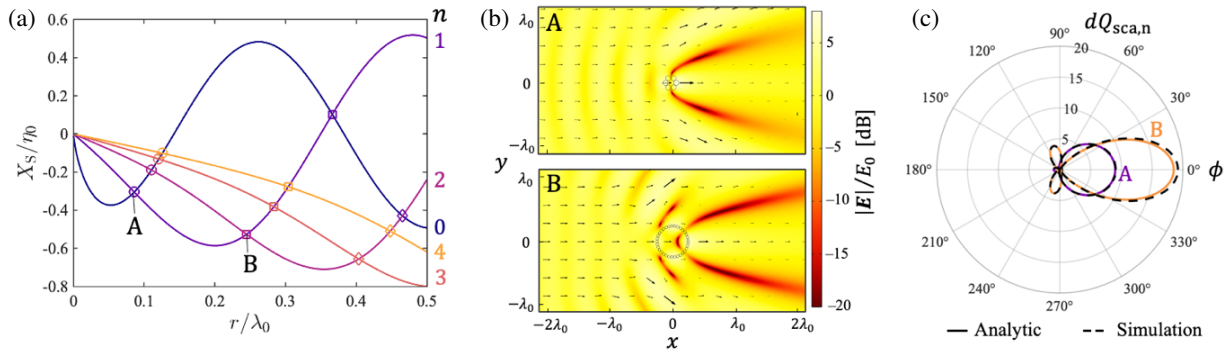 (a)
n
X_S/η_0
0.6
0.4
0.2
0
-0.2
-0.4
-0.6
-0.8
0
0.1
0.2
0.3
0.4
0.5
r/λ_0
1
2
0
4
3
A
B
(b)
A
λ_0
0
-λ_0
y
B
λ_0
0
-λ_0
-2λ_0
-λ_0
0
λ_0
2λ_0
x
5
0
-5
-10
-15
-20
|E|/E_0 [dB]
(c)
dQ_sca,n
90°
120°
60°
150°
30°
180°
0°
ϕ
210°
330°
240°
300°
270°
20
15
10
5
0
B
A
Analytic
Simulation